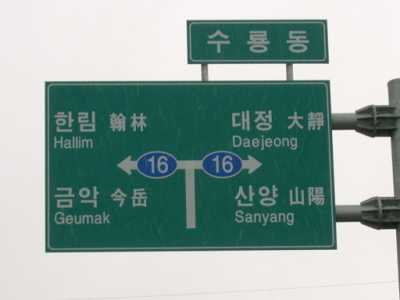 수룡동
한림 翰林 대정 大靜
Hallim Daejeong
16 16
금악 今岳 산양 山陽
Geumak Sanyang